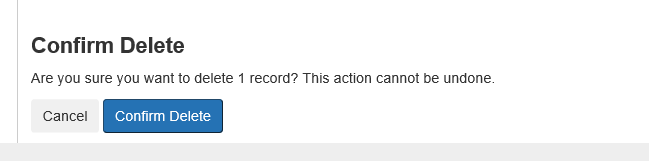 Confirm Delete
Are you sure you want to delete 1 record? This action cannot be undone.
Cancel Confirm Delete